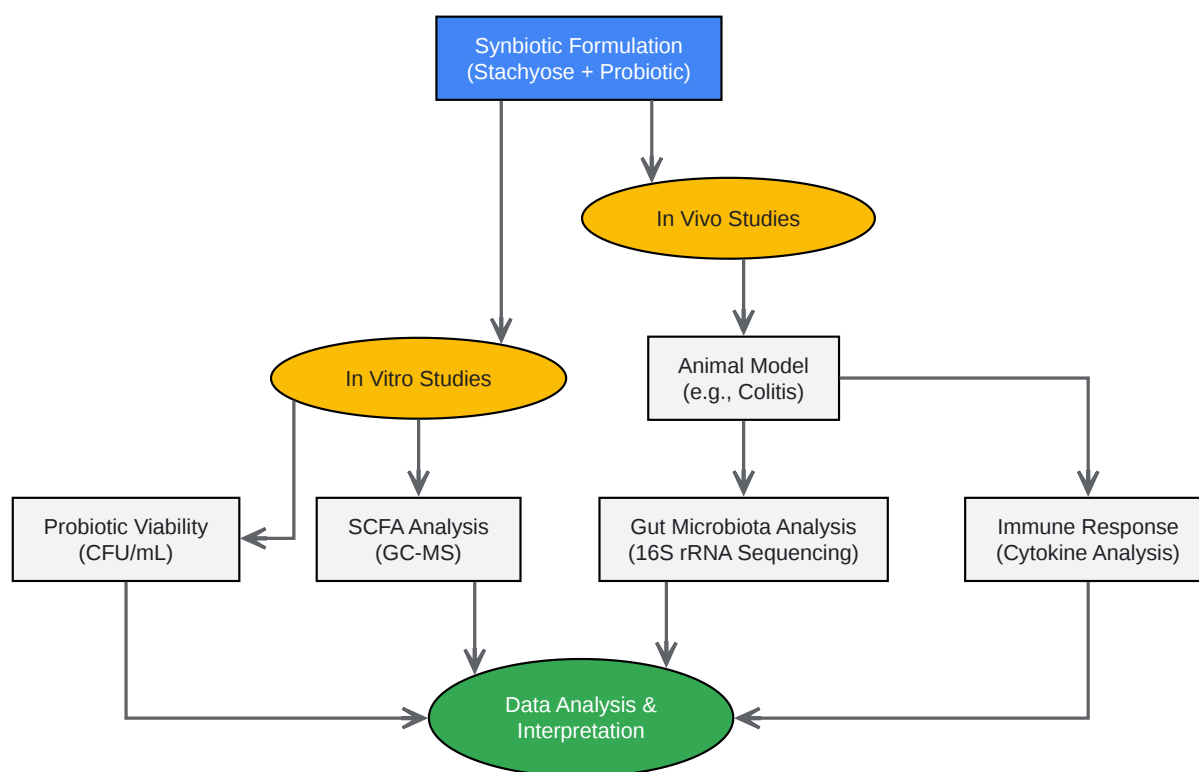 Synbiotic Formulation
(Stachyose + Probiotic)
In Vivo Studies
In Vitro Studies
Animal Model
(e.g., Colitis)
Probiotic Viability
(CFU/mL)
SCFA Analysis
(GC-MS)
Gut Microbiota Analysis
(16S rRNA Sequencing)
Immune Response
(Cytokine Analysis)
Data Analysis &
Interpretation